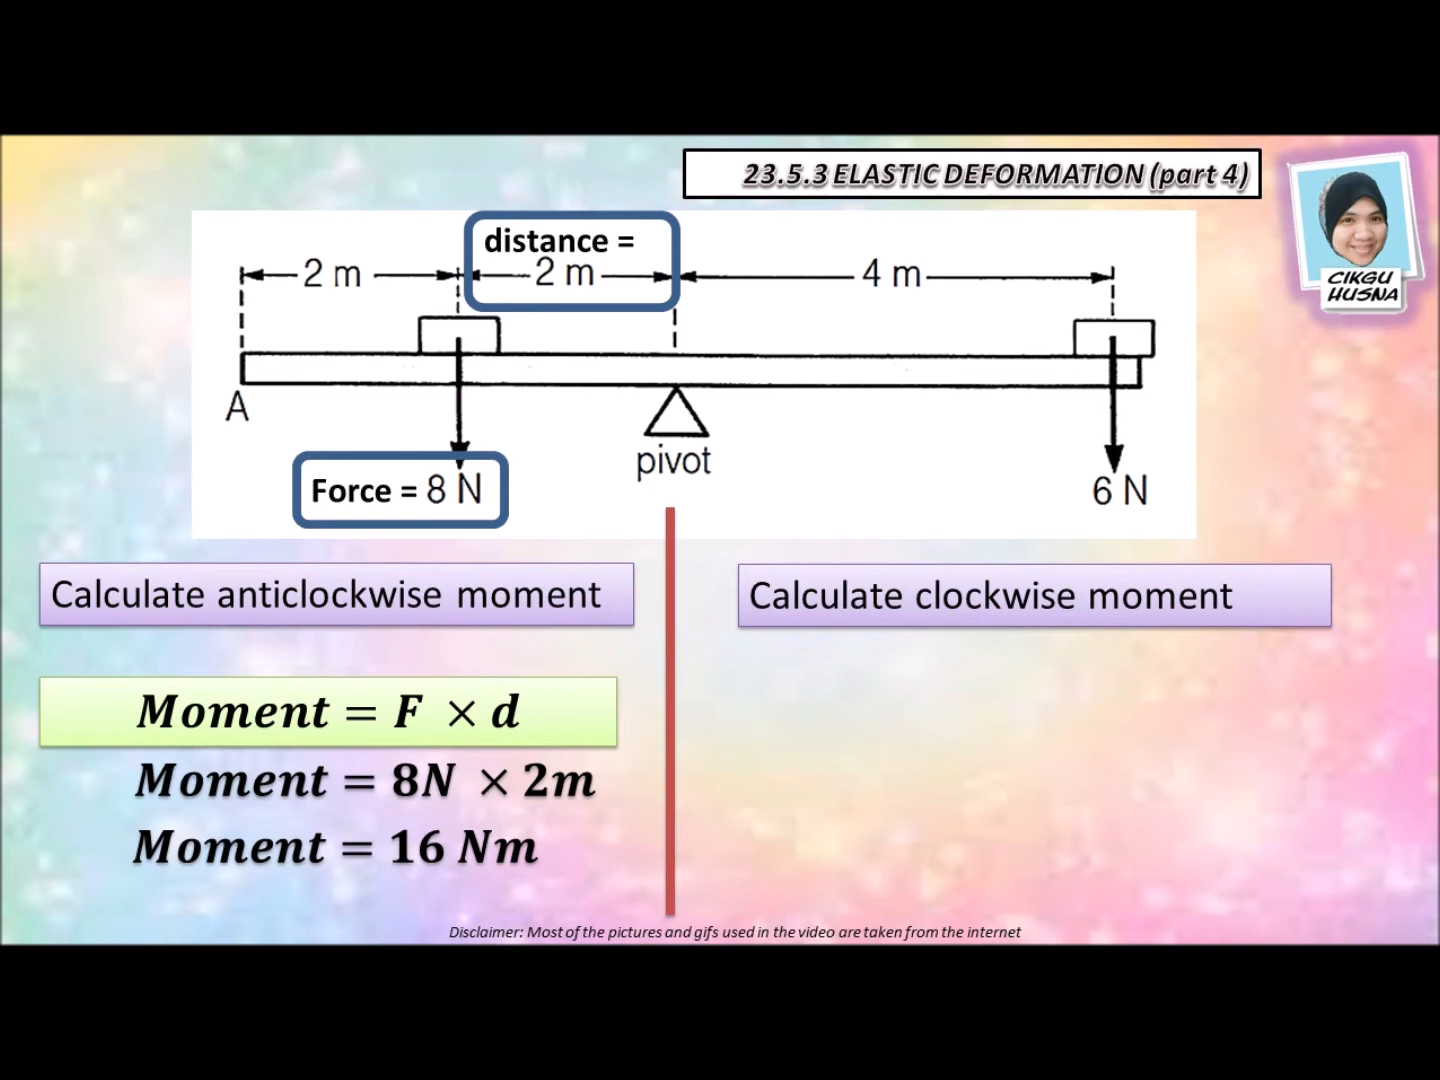 23.5.3 ELASTIC DEFORMATION (part 4)
CIKGU
HUSNA
distance =
2 m
2 m
4 m
A
pivot
Force = 8 N
6 N
Calculate anticlockwise moment
Calculate clockwise moment
Moment = F × d
Moment = 8N × 2m
Moment = 16 Nm
Disclaimer: Most of the pictures and gifs used in the video are taken from the internet